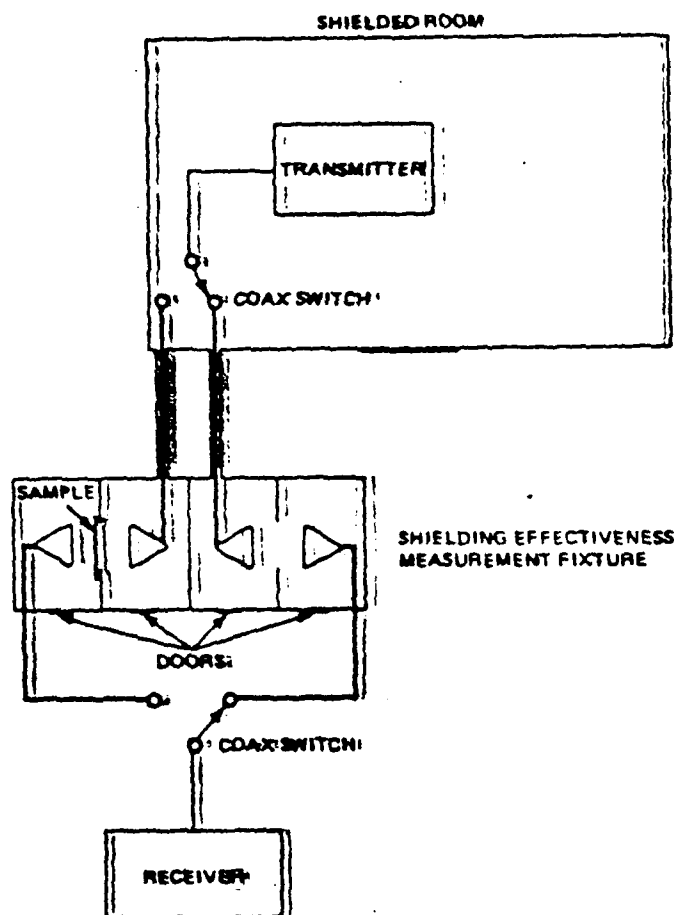 SHIELDED ROOM
TRANSMITTER
COAX SWITCH
SAMPLE
SHIELDING EFFECTIVENESS
MEASUREMENT FIXTURE
DOORS
COAX SWITCH
RECEIVER